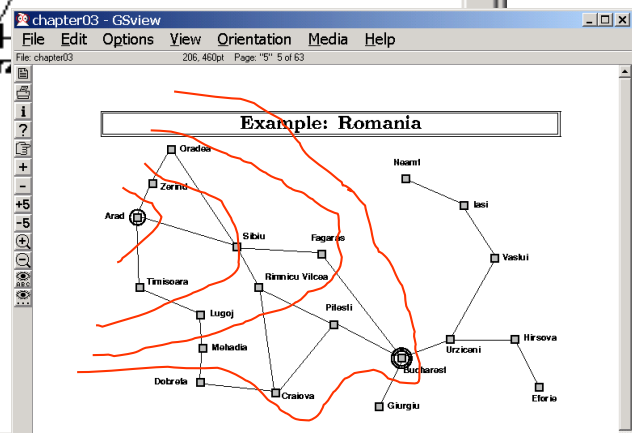 chapter03 - GSview
File Edit Options View Orientation Media Help
File: chapter03 206, 460pt Page: "5" 5 of 63
Example: Romania
Oradea
Neamt
Zerind
Iasi
Arad
Sibiu
Fagaras
Vaslui
Rimnicu Vilcea
Timisoara
Pitesti
Lugoj
Hirsova
Mehadia
Urziceni
Bucharest
Dobreta
Craiova
Eforie
Giurgiu
i
?
+
-
+5
-5